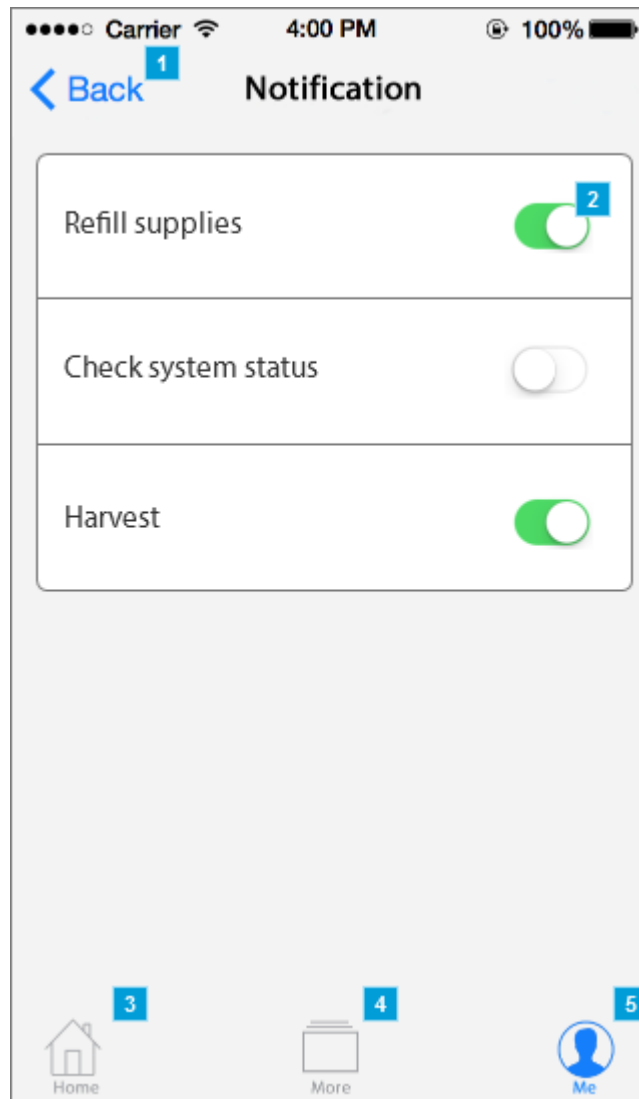 Carrier 4:00 PM 100%
1
Back Notification
2
Refill supplies
Check system status
Harvest
3 4 5
Home More Me